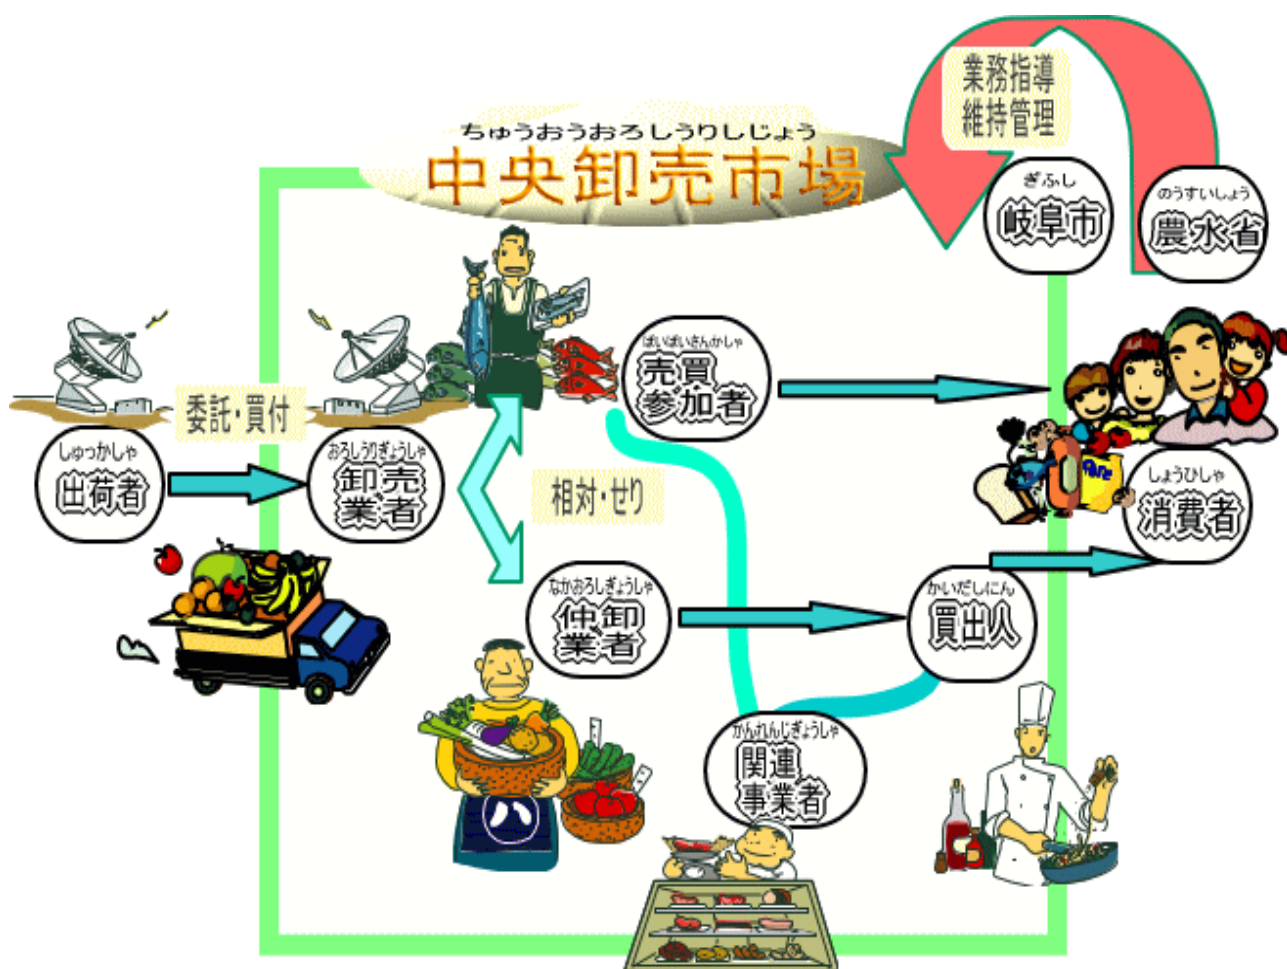 業務指導
維持管理
ちゅうおうおろしうりしじょう
中央卸売市場
ぎふし
岐阜市
のうすいしょう
農水省
ばいばいさんかしゃ
売買
参加者
委託・買付
しゅっかしゃ
出荷者
おろしうりぎょうしゃ
卸売
業者
相対・せり
しょうひしゃ
消費者
なかおろしぎょうしゃ
仲卸
業者
かいだしにん
買出人
かんれんじぎょうしゃ
関連
事業者